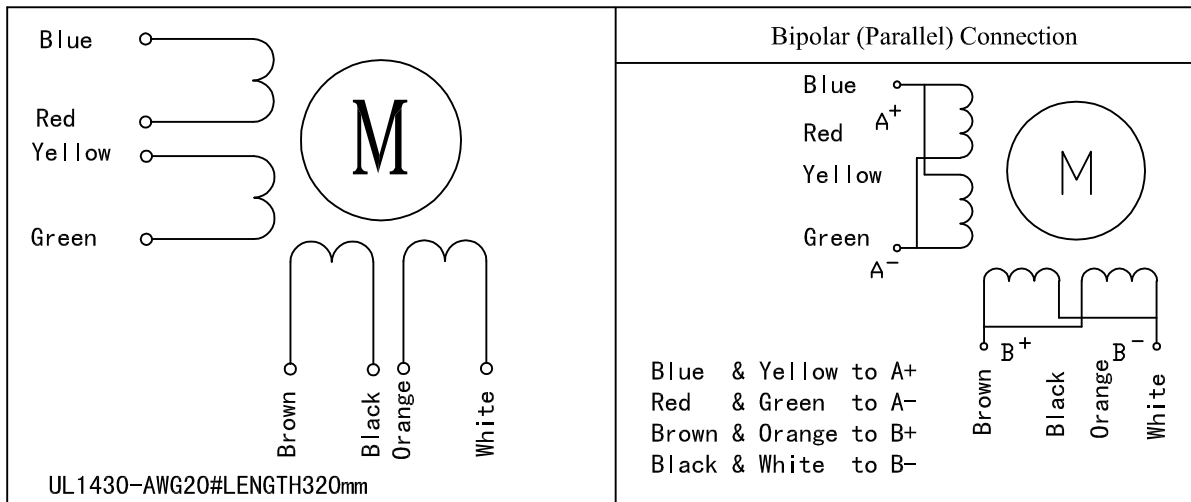 Blue
Red
Yellow
Green
M
Brown
Black
Orange
White
UL1430-AWG20#LENGTH320mm
Bipolar (Parallel) Connection
Blue
A+
Red
Yellow
Green
A-
M
B+
B-
Brown
Black
Orange
White
Blue & Yellow to A+
Red & Green to A-
Brown & Orange to B+
Black & White to B-